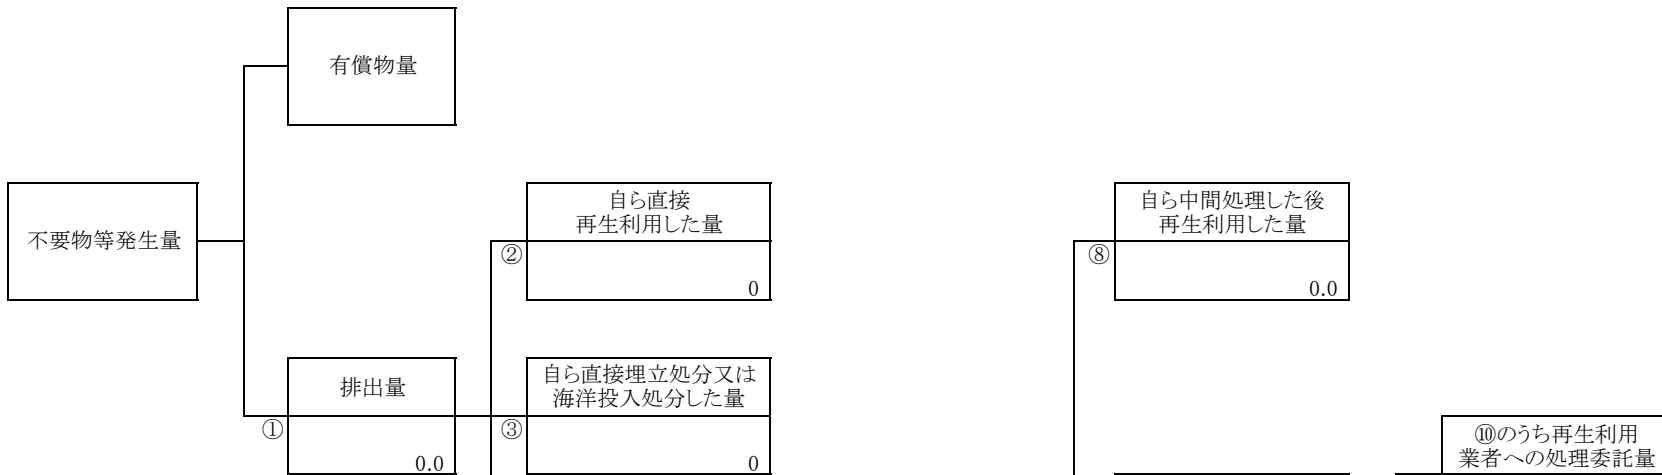 有償物量
不要物等発生量
自ら直接
再生利用した量
②
0
自ら中間処理した後
再生利用した量
⑧
0.0
排出量
①
0.0
自ら直接埋立処分又は
海洋投入処分した量
③
0
⑩のうち再生利用
業者への処理委託量